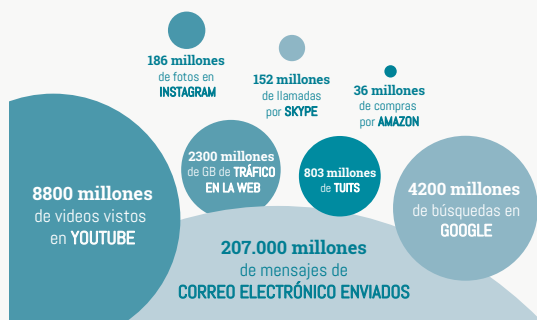 186 millones
de fotos en
INSTAGRAM
152 millones
de llamadas
por SKYPE
36 millones
de compras
por AMAZON
2300 millones
de GB de TRÁFICO
EN LA WEB
803 millones
de TUITS
8800 millones
de videos vistos
en YOUTUBE
4200 millones
de búsquedas en
GOOGLE
207.000 millones
de mensajes de
CORREO ELECTRÓNICO ENVIADOS